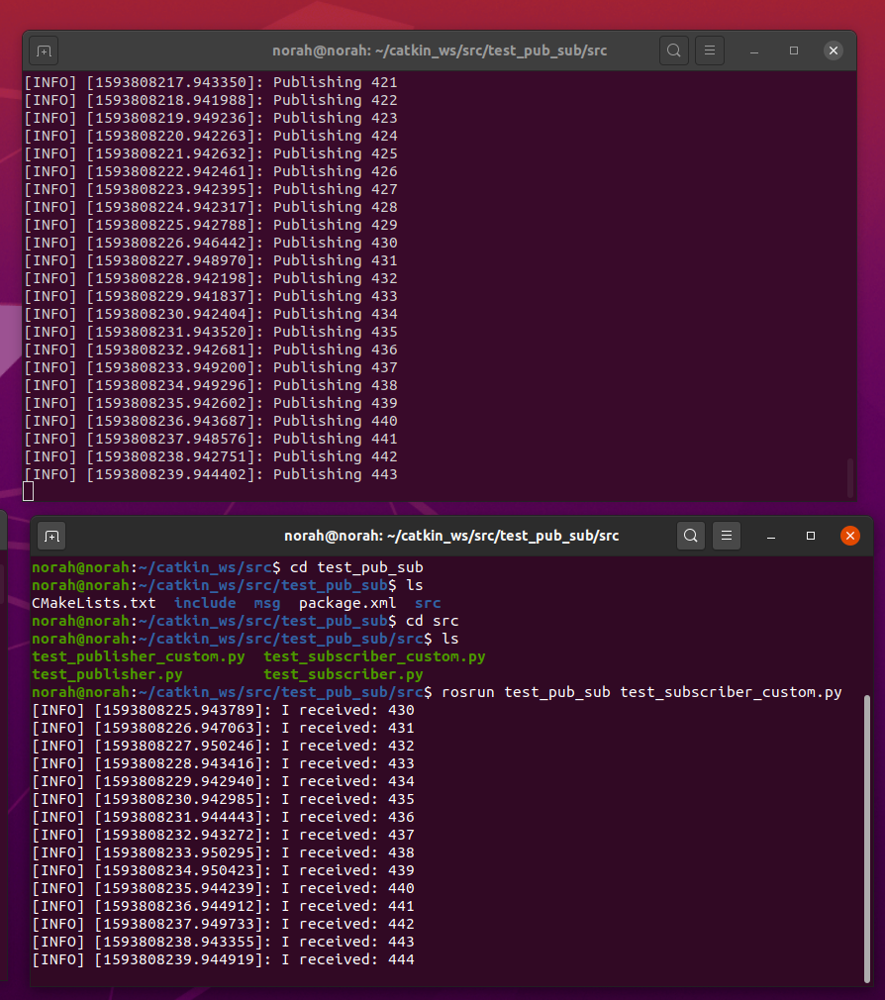 norah@norah: ~/catkin_ws/src/test_pub_sub/src
[INFO] [1593808217.943350]: Publishing 421
[INFO] [1593808218.941988]: Publishing 422
[INFO] [1593808219.949236]: Publishing 423
[INFO] [1593808220.942263]: Publishing 424
[INFO] [1593808221.942632]: Publishing 425
[INFO] [1593808222.942461]: Publishing 426
[INFO] [1593808223.942395]: Publishing 427
[INFO] [1593808224.942317]: Publishing 428
[INFO] [1593808225.942788]: Publishing 429
[INFO] [1593808226.946442]: Publishing 430
[INFO] [1593808227.948970]: Publishing 431
[INFO] [1593808228.942198]: Publishing 432
[INFO] [1593808229.941837]: Publishing 433
[INFO] [1593808230.942404]: Publishing 434
[INFO] [1593808231.943520]: Publishing 435
[INFO] [1593808232.942681]: Publishing 436
[INFO] [1593808233.949200]: Publishing 437
[INFO] [1593808234.949296]: Publishing 438
[INFO] [1593808235.942602]: Publishing 439
[INFO] [1593808236.943687]: Publishing 440
[INFO] [1593808237.948576]: Publishing 441
[INFO] [1593808238.942751]: Publishing 442
[INFO] [1593808239.944402]: Publishing 443
norah@norah: ~/catkin_ws/src/test_pub_sub/src
norah@norah:~/catkin_ws/src$ cd test_pub_sub
norah@norah:~/catkin_ws/src/test_pub_sub$ ls
CMakeLists.txt  include  msg  package.xml  src
norah@norah:~/catkin_ws/src/test_pub_sub$ cd src
norah@norah:~/catkin_ws/src/test_pub_sub/src$ ls
test_publisher_custom.py  test_subscriber_custom.py
test_publisher.py         test_subscriber.py
norah@norah:~/catkin_ws/src/test_pub_sub/src$ rosrun test_pub_sub test_subscriber_custom.py
[INFO] [1593808225.943789]: I received: 430
[INFO] [1593808226.947063]: I received: 431
[INFO] [1593808227.950246]: I received: 432
[INFO] [1593808228.943416]: I received: 433
[INFO] [1593808229.942940]: I received: 434
[INFO] [1593808230.942985]: I received: 435
[INFO] [1593808231.944443]: I received: 436
[INFO] [1593808232.943272]: I received: 437
[INFO] [1593808233.950295]: I received: 438
[INFO] [1593808234.950423]: I received: 439
[INFO] [1593808235.944239]: I received: 440
[INFO] [1593808236.944912]: I received: 441
[INFO] [1593808237.949733]: I received: 442
[INFO] [1593808238.943355]: I received: 443
[INFO] [1593808239.944919]: I received: 444